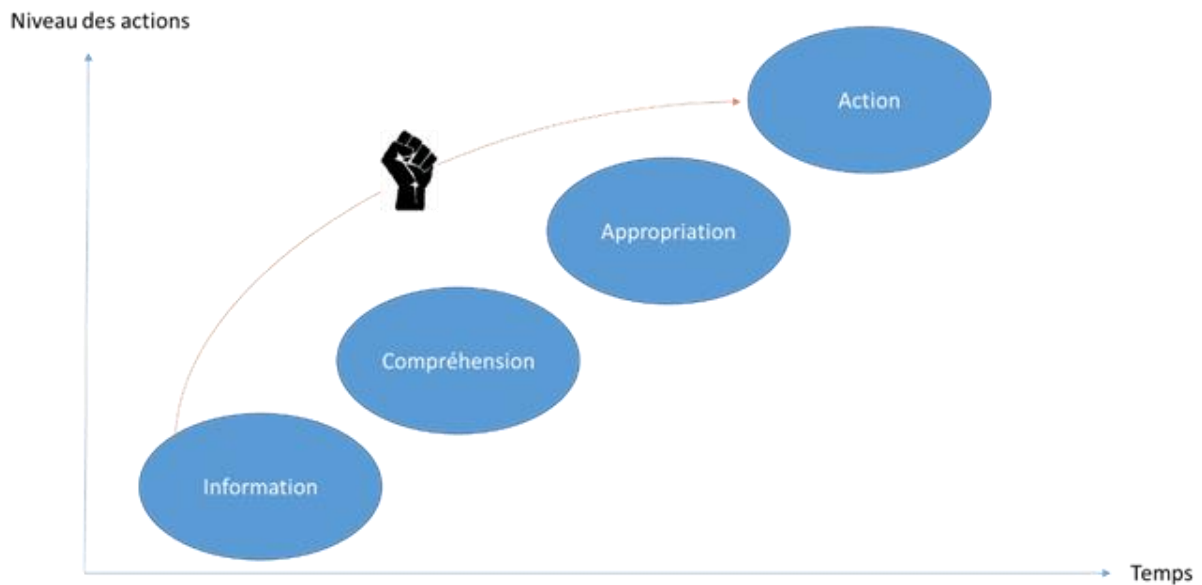 Niveau des actions
Action
Appropriation
Compréhension
Information
Temps